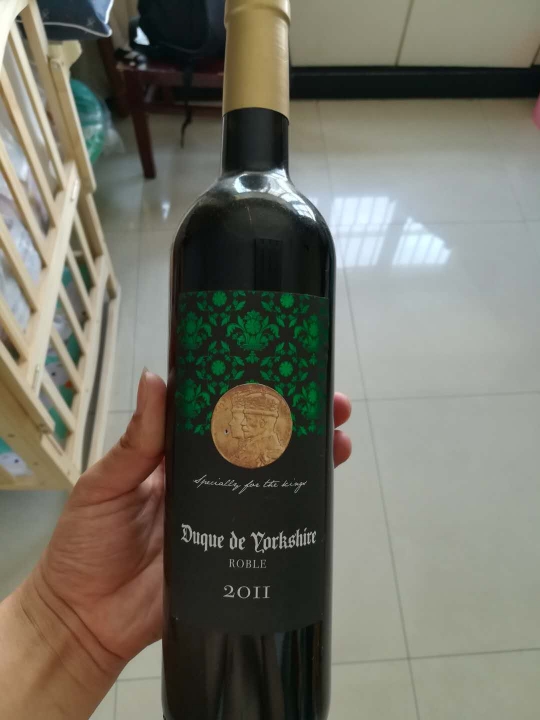 Specially for the kings
Duque de Yorkshire
ROBLE
2011